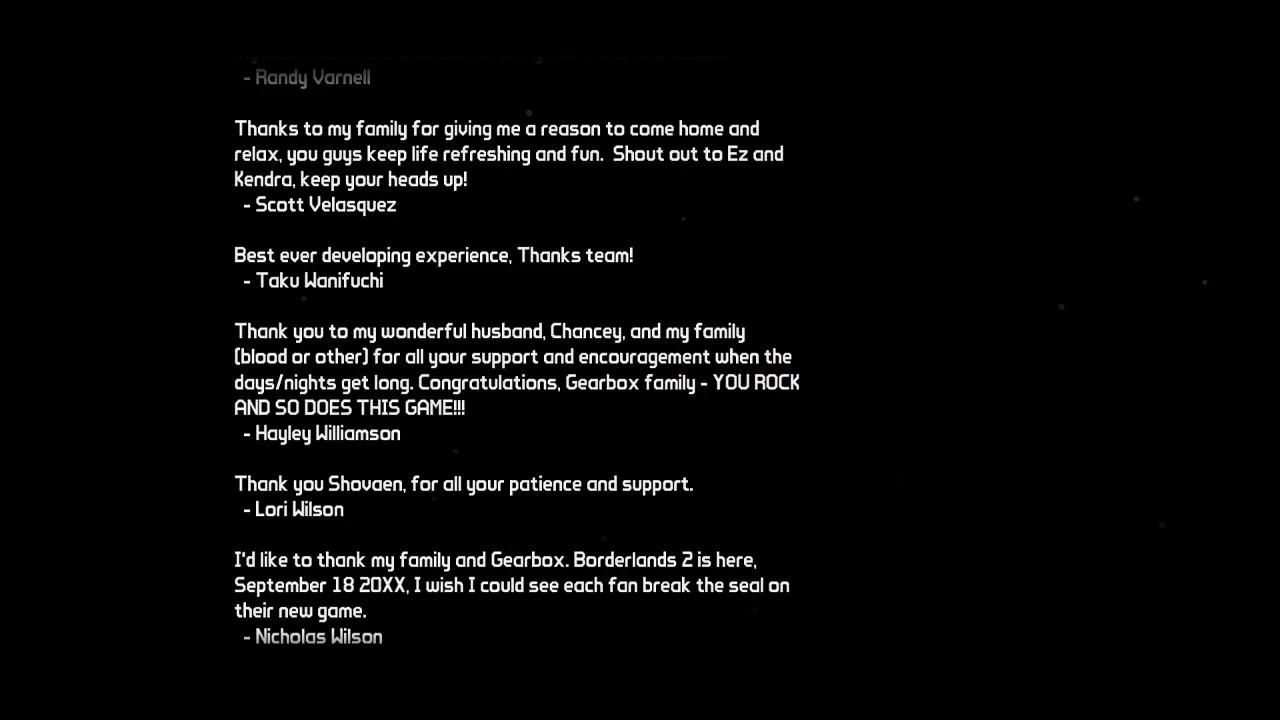 - Randy Varnell
Thanks to my family for giving me a reason to come home and
relax, you guys keep life refreshing and fun.  Shout out to Ez and
Kendra, keep your heads up!
- Scott Velasquez
Best ever developing experience, Thanks team!
- Taku Wanifuchi
Thank you to my wonderful husband, Chancey, and my family
(blood or other) for all your support and encouragement when the
days/nights get long. Congratulations, Gearbox family - YOU ROCK
AND SO DOES THIS GAME!!!
- Hayley Williamson
Thank you Shovaen, for all your patience and support.
- Lori Wilson
I'd like to thank my family and Gearbox. Borderlands 2 is here,
September 18 20XX, I wish I could see each fan break the seal on
their new game.
- Nicholas Wilson